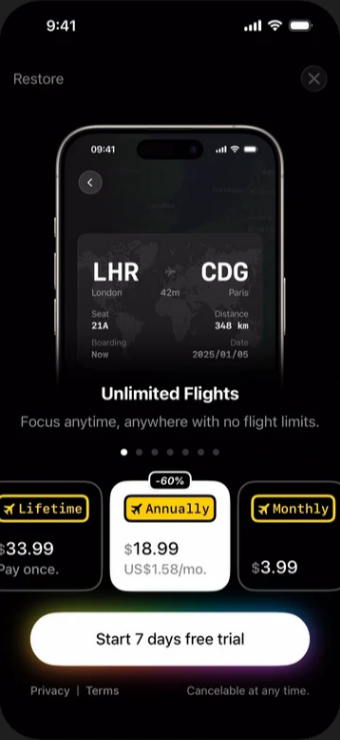 9:41
Restore
09:41
LHR CDG
London 42m Paris
Seat Distance
21A 348 km
Boarding Date
Now 2025/01/05
Unlimited Flights
Focus anytime, anywhere with no flight limits.
-60%
Lifetime Annually Monthly
$33.99 $18.99 $3.99
Pay once. US$1.58/mo.
Start 7 days free trial
Privacy | Terms Cancelable at any time.